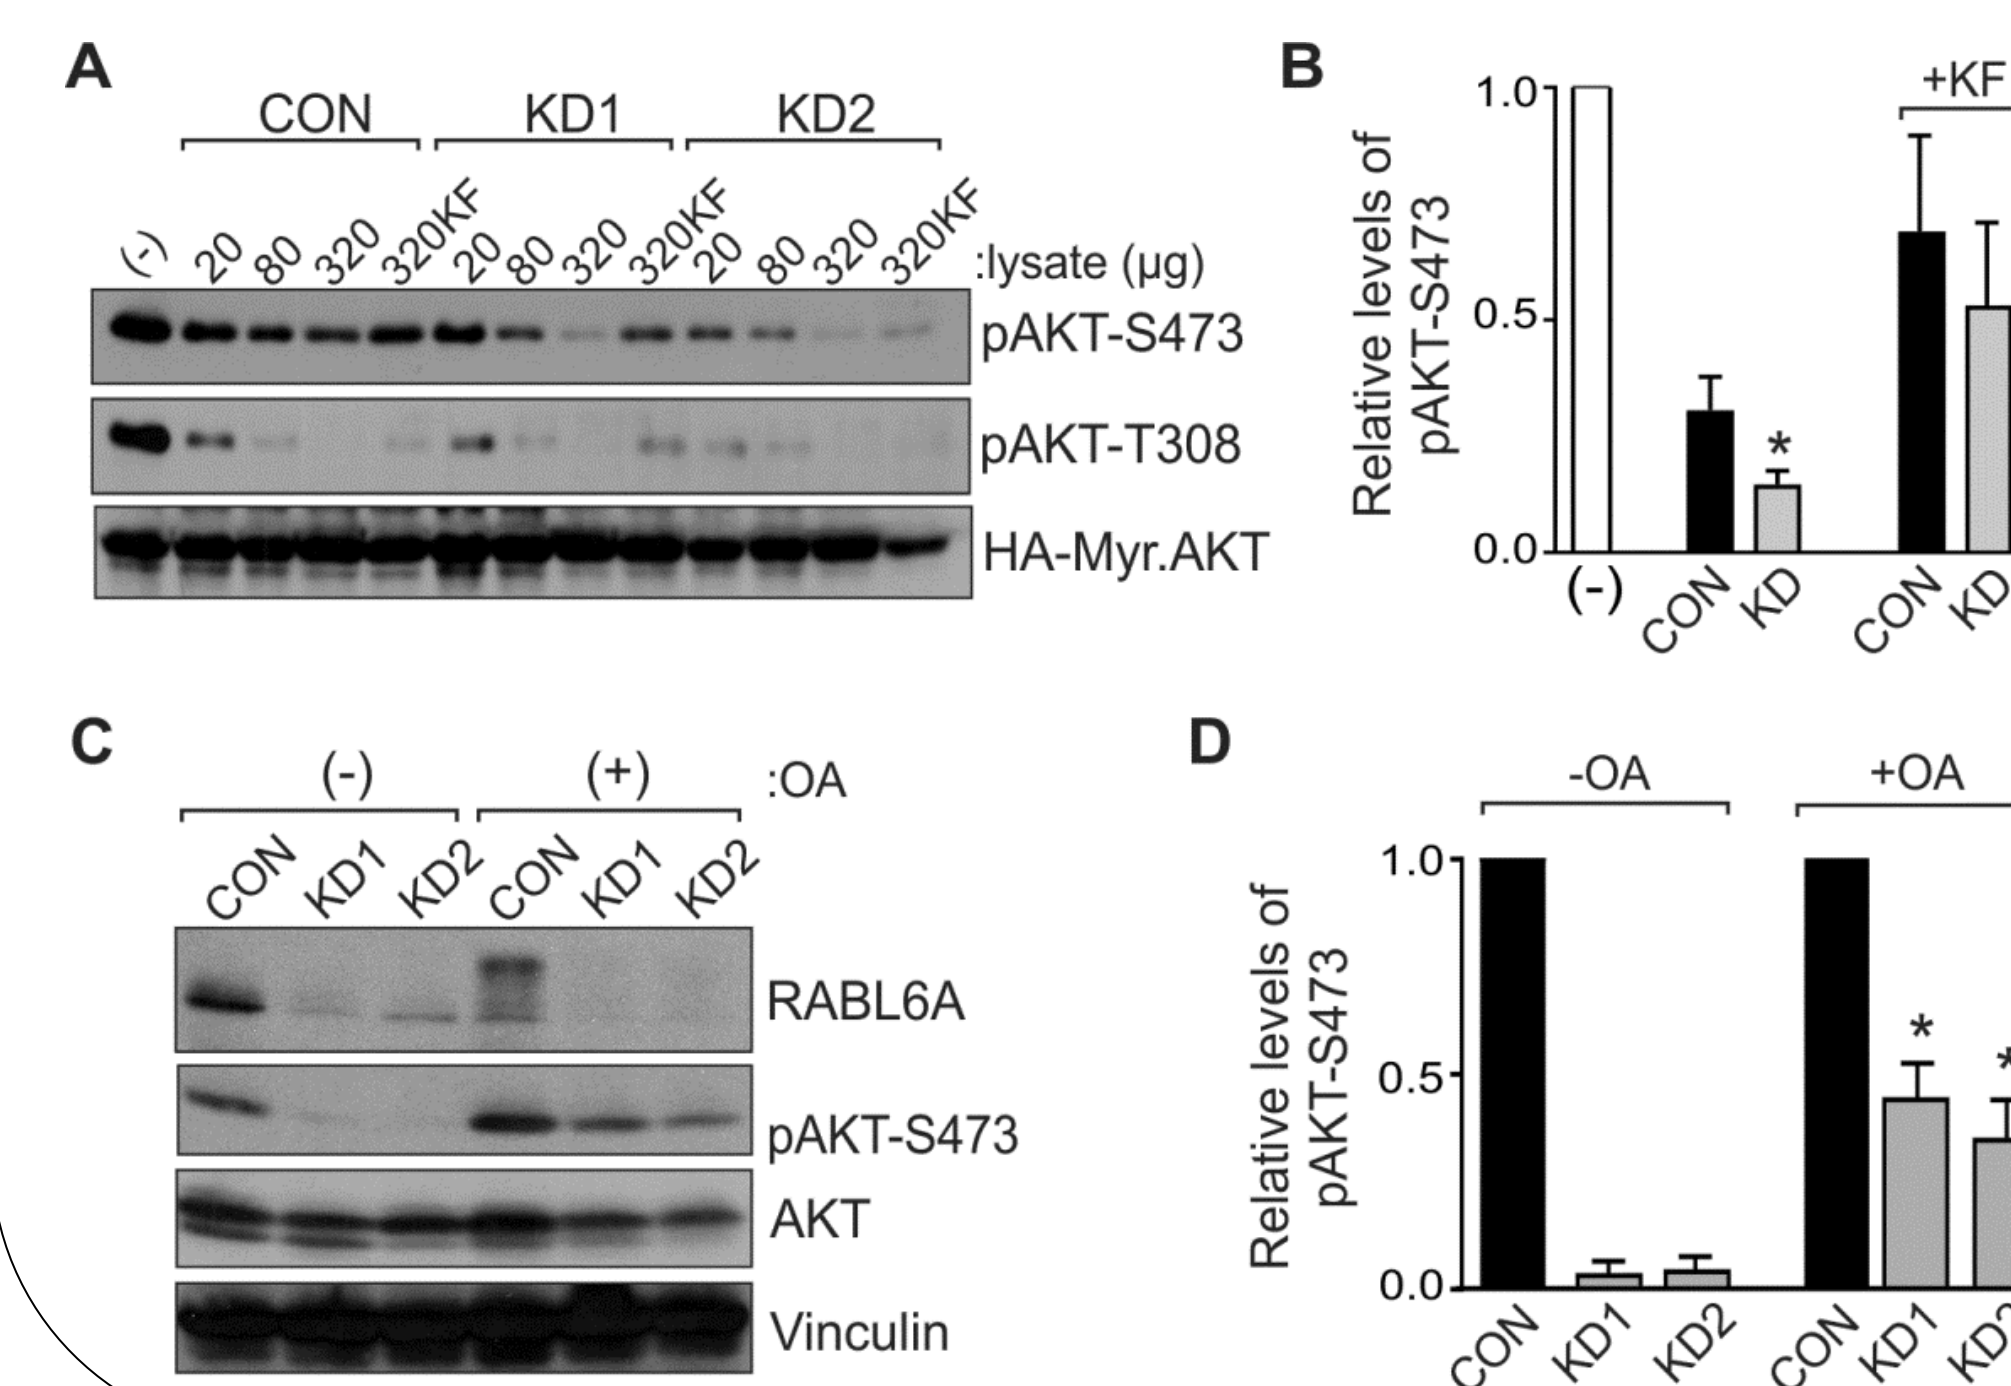 A
CON KD1 KD2
(-) 20 80 320 320KF 20 80 320 320KF 20 80 320 320KF :lysate (µg)
pAKT-S473
pAKT-T308
HA-Myr.AKT
B
+KF
Relative levels of
pAKT-S473
1.0
0.5
0.0
*
(-) CON KD CON KD
C
(-) (+) :OA
CON KD1 KD2 CON KD1 KD2
RABL6A
pAKT-S473
AKT
Vinculin
D
-OA +OA
Relative levels of
pAKT-S473
1.0
0.5
0.0
* *
CON KD1 KD2 CON KD1 KD2